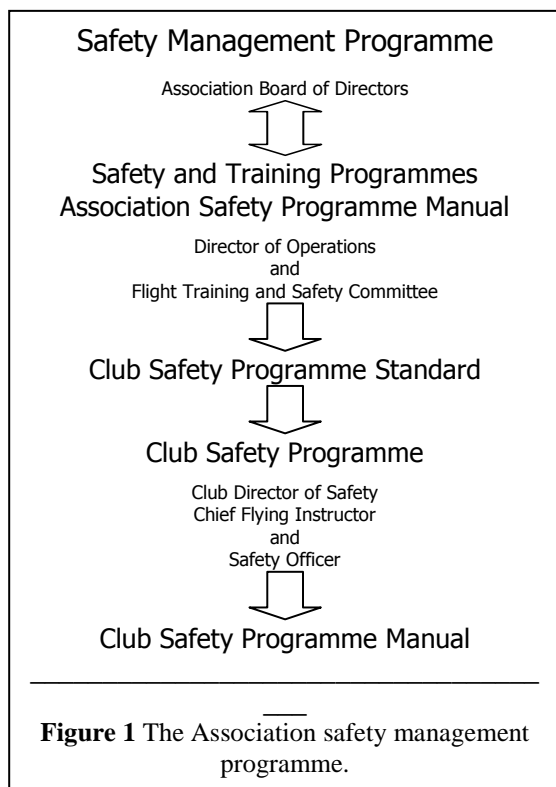 Safety Management Programme
Association Board of Directors
Safety and Training Programmes
Association Safety Programme Manual
Director of Operations
and
Flight Training and Safety Committee
Club Safety Programme Standard
Club Safety Programme
Club Director of Safety
Chief Flying Instructor
and
Safety Officer
Club Safety Programme Manual
Figure 1 The Association safety management
programme.